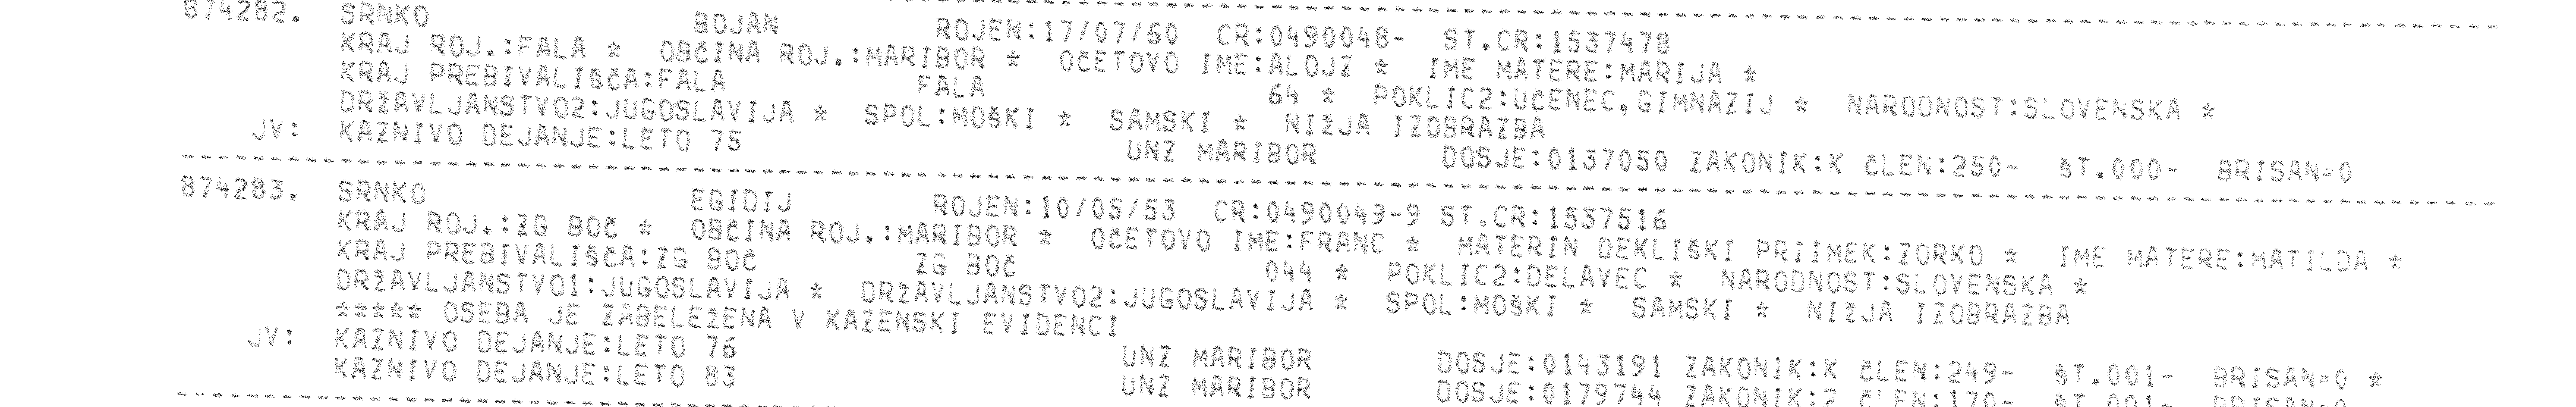 874282. SRNKO BOJAN ROJEN:17/07/60 CR:0490048- ST.CR:1537478
KRAJ ROJ.:FALA * OBČINA ROJ.:MARIBOR * OČETOVO IME:ALOJZ * IME MATERE:MARIJA *
KRAJ PREBIVALIŠČA:FALA FALA 64 * POKLIC2:UČENEC,GIMNAZIJ * NARODNOST:SLOVENSKA *
DRŽAVLJANSTVO2:JUGOSLAVIJA * SPOL:MOŠKI * SAMSKI * NIŽJA IZOBRAZBA
JV: KAZNIVO DEJANJE:LETO 75 UNZ MARIBOR DOSJE:0137050 ZAKONIK:K ČLEN:250- ŠT.000- BRISAN=0
874283. SRNKO EGIDIJ ROJEN:10/05/53 CR:0490049-9 ST.CR:1537516
KRAJ ROJ.:ZG BOČ * OBČINA ROJ.:MARIBOR * OČETOVO IME:FRANC * MATERIN DEKLIŠKI PRIIMEK:ZORKO * IME MATERE:MATILDA *
KRAJ PREBIVALIŠČA:ZG BOČ ZG BOČ 044 * POKLIC2:DELAVEC * NARODNOST:SLOVENSKA *
DRŽAVLJANSTVO1:JUGOSLAVIJA * DRŽAVLJANSTVO2:JUGOSLAVIJA * SPOL:MOŠKI * SAMSKI * NIŽJA IZOBRAZBA
***** OSEBA JE ZABELEŽENA V KAZENSKI EVIDENCI
JV: KAZNIVO DEJANJE:LETO 76 UNZ MARIBOR DOSJE:0143191 ZAKONIK:K ČLEN:249- ŠT.001- BRISAN=0 *
KAZNIVO DEJANJE:LETO 83 UNZ MARIBOR DOSJE:0179744 ZAKONIK:Z ČLEN:170- ŠT.001- BRISAN=0